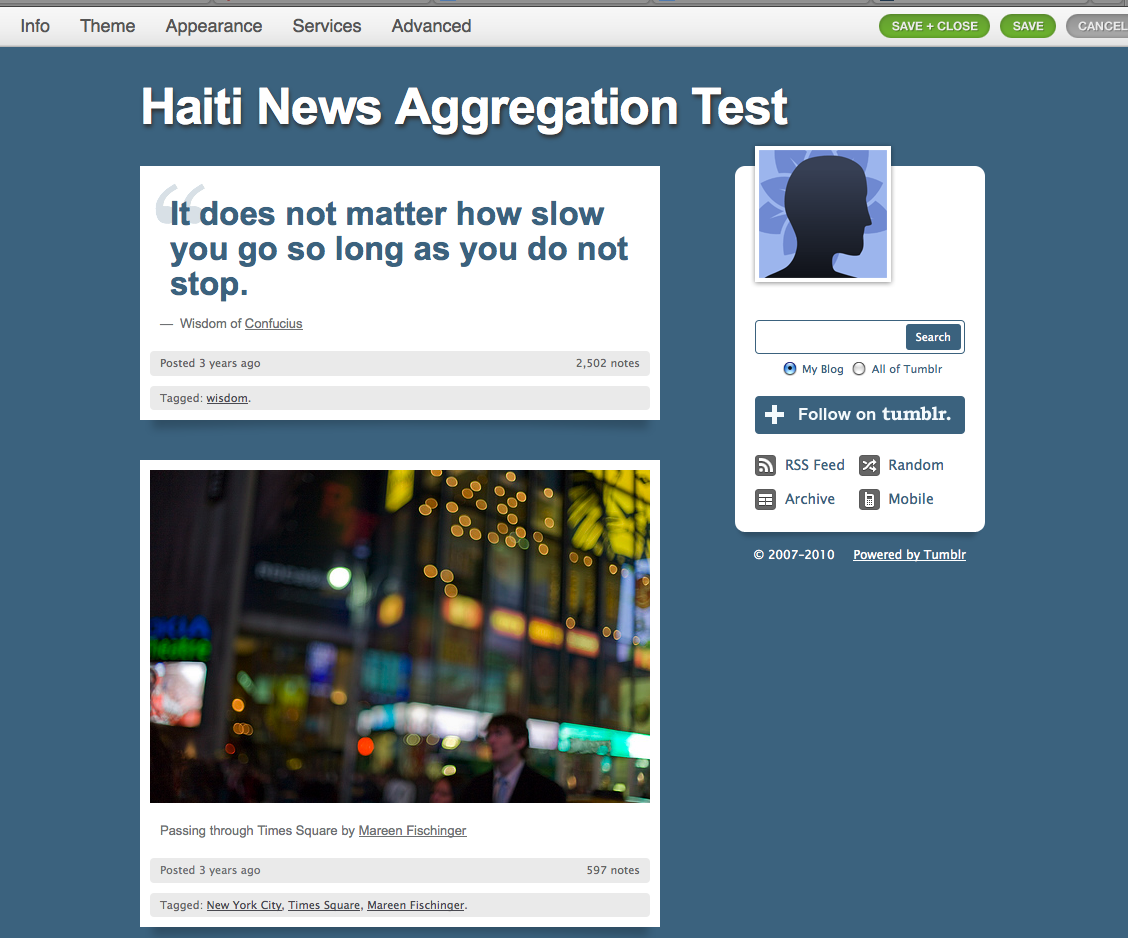 Info Theme Appearance Services Advanced SAVE + CLOSE SAVE CANCEL
Haiti News Aggregation Test
“
It does not matter how slow
you go so long as you do not
stop.
— Wisdom of Confucius
Posted 3 years ago 2,502 notes
Tagged: wisdom.
Search
My Blog All of Tumblr
+ Follow on tumblr.
RSS Feed Random
Archive Mobile
© 2007-2010 Powered by Tumblr
Passing through Times Square by Mareen Fischinger
Posted 3 years ago 597 notes
Tagged: New York City, Times Square, Mareen Fischinger.